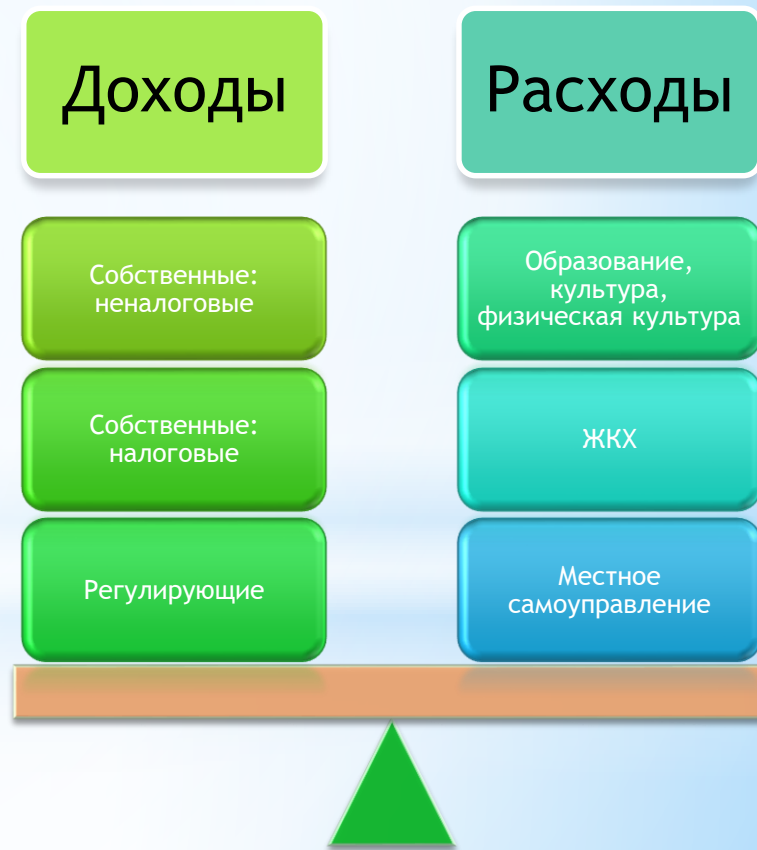 Доходы
Собственные:
неналоговые
Собственные:
налоговые
Регулирующие
Расходы
Образование,
культура,
физическая культура
ЖКХ
Местное
самоуправление